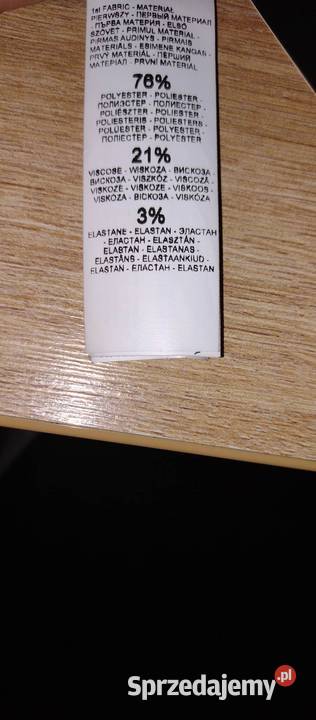 1st FABRIC - MATERIAŁ
PIERWSZY - ПЕРВЫЙ МАТЕРИАЛ
- ПЪРВА МАТЕРИЯ - ELSŐ
SZÖVET - PRIMUL MATERIAL -
PIRMAS AUDINYS - PIRMAIS
MATERIĀLS - ESIMENE KANGAS -
PRVÝ MATERIÁL - ПЕРШИЙ
МАТЕРІАЛ - PRVNÍ MATERIÁL
76%
POLYESTER - POLIESTER -
ПОЛИЭСТЕР - ПОЛИЕСТЕР -
POLIÉSZTER - POLIESTER -
POLIESTERIS - POLIESTERS -
POLÜESTER - POLYESTER -
ПОЛІЕСТЕР - POLYESTER
21%
VISCOSE - WISKOZA - ВИСКОЗА -
ВИСКОЗА - VISZKÓZ - VISCOZĂ -
VISKOZĖ - VISKOZE - VISKOOS -
VISKÓZA - ВІСКОЗА - VISKÓZA
3%
ELASTANE - ELASTAN - ЭЛАСТАН
- ЕЛАСТАН - ELASZTÁN -
ELASTAN - ELASTANAS -
ELASTĀNS - ELASTAANKIUD -
ELASTAN - ЕЛАСТАН - ELASTAN
Sprzedajemy.pl